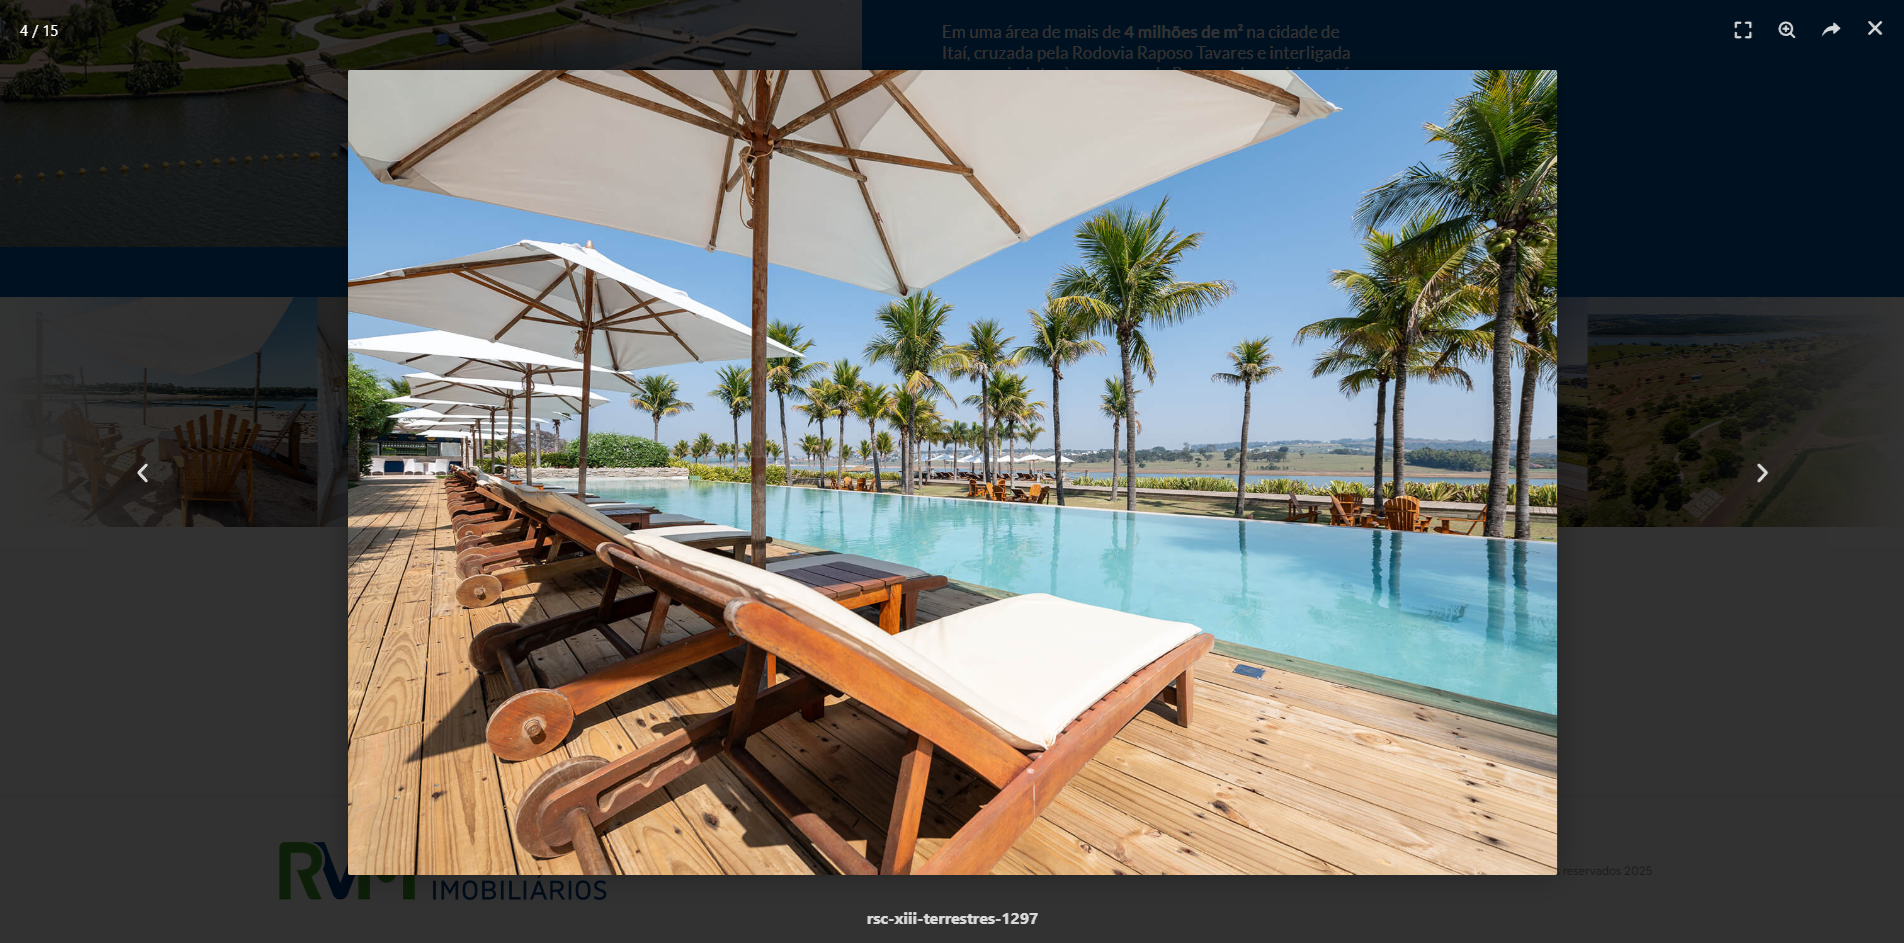 4 / 15
Em uma área de mais de 4 milhões de m² na cidade de
Itaí, cruzada pela Rodovia Raposo Tavares e interligada
RVM IMOBILIÁRIOS
reservados 2025
rsc-xiii-terrestres-1297